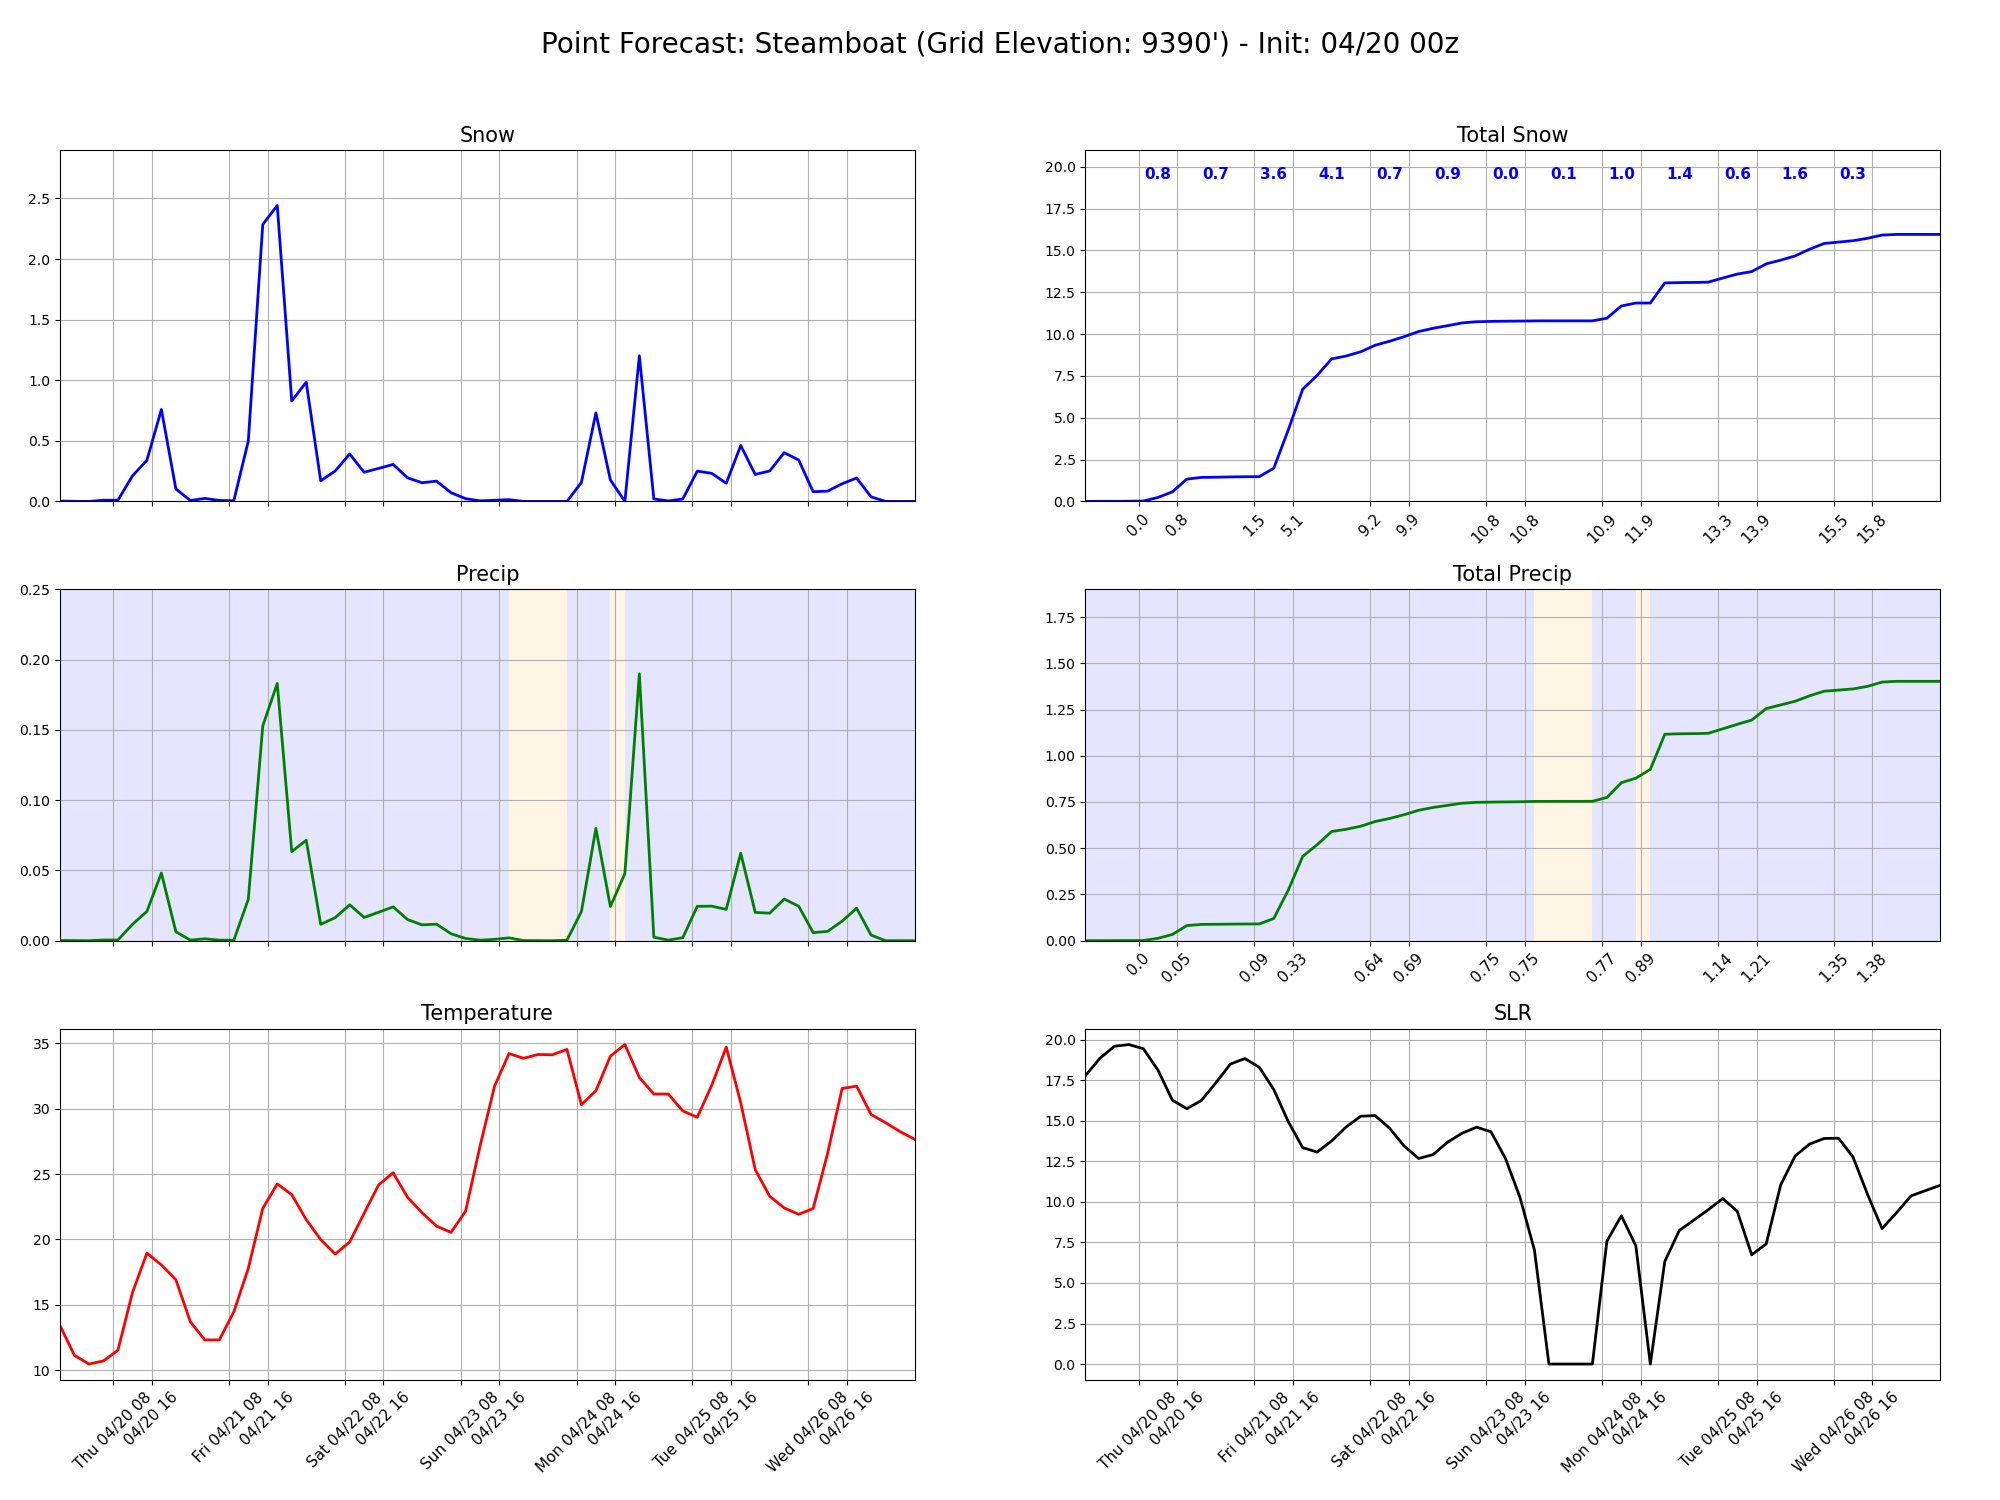 Point Forecast: Steamboat (Grid Elevation: 9390') - Init: 04/20 00z
Snow
2.5
2.0
1.5
1.0
0.5
0.0
Total Snow
20.0
17.5
15.0
12.5
10.0
7.5
5.0
2.5
0.0
0.8 0.7 3.6 4.1 0.7 0.9 0.0 0.1 1.0 1.4 0.6 1.6 0.3
0.0 0.8 1.5 5.1 9.2 9.9 10.8 10.8 10.9 11.9 13.3 13.9 15.5 15.8
Precip
0.25
0.20
0.15
0.10
0.05
0.00
Total Precip
1.75
1.50
1.25
1.00
0.75
0.50
0.25
0.00
0.0 0.05 0.09 0.33 0.64 0.69 0.75 0.75 0.77 0.89 1.14 1.21 1.35 1.38
Temperature
35
30
25
20
15
10
Thu 04/20 08
04/20 16
Fri 04/21 08
04/21 16
Sat 04/22 08
04/22 16
Sun 04/23 08
04/23 16
Mon 04/24 08
04/24 16
Tue 04/25 08
04/25 16
Wed 04/26 08
04/26 16
SLR
20.0
17.5
15.0
12.5
10.0
7.5
5.0
2.5
0.0
Thu 04/20 08
04/20 16
Fri 04/21 08
04/21 16
Sat 04/22 08
04/22 16
Sun 04/23 08
04/23 16
Mon 04/24 08
04/24 16
Tue 04/25 08
04/25 16
Wed 04/26 08
04/26 16